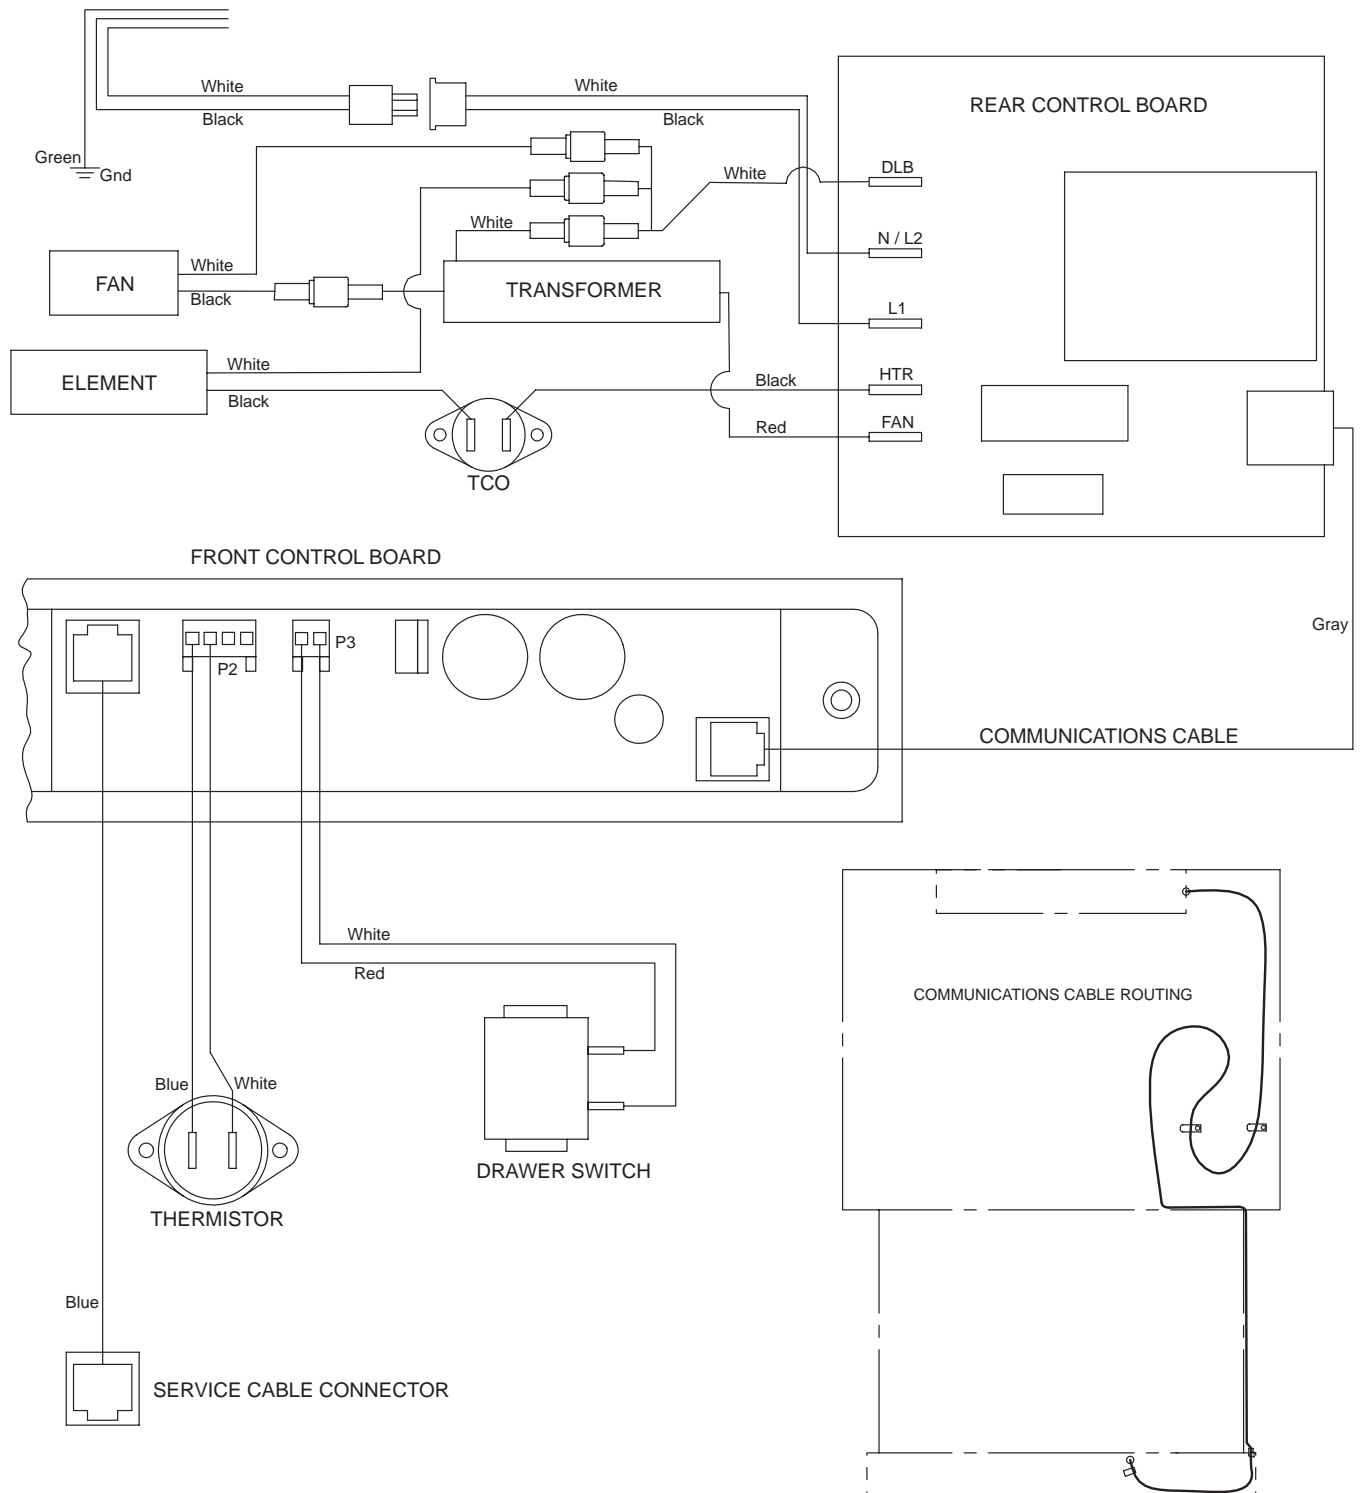 White
White
REAR CONTROL BOARD
Black
Black
Green
Gnd
White
DLB
White
N / L2
White
FAN
TRANSFORMER
Black
L1
White
ELEMENT
Black
Black
HTR
Red
FAN
TCO
FRONT CONTROL BOARD
Gray
P3
P2
COMMUNICATIONS CABLE
White
Red
COMMUNICATIONS CABLE ROUTING
Blue
White
DRAWER SWITCH
THERMISTOR
Blue
SERVICE CABLE CONNECTOR